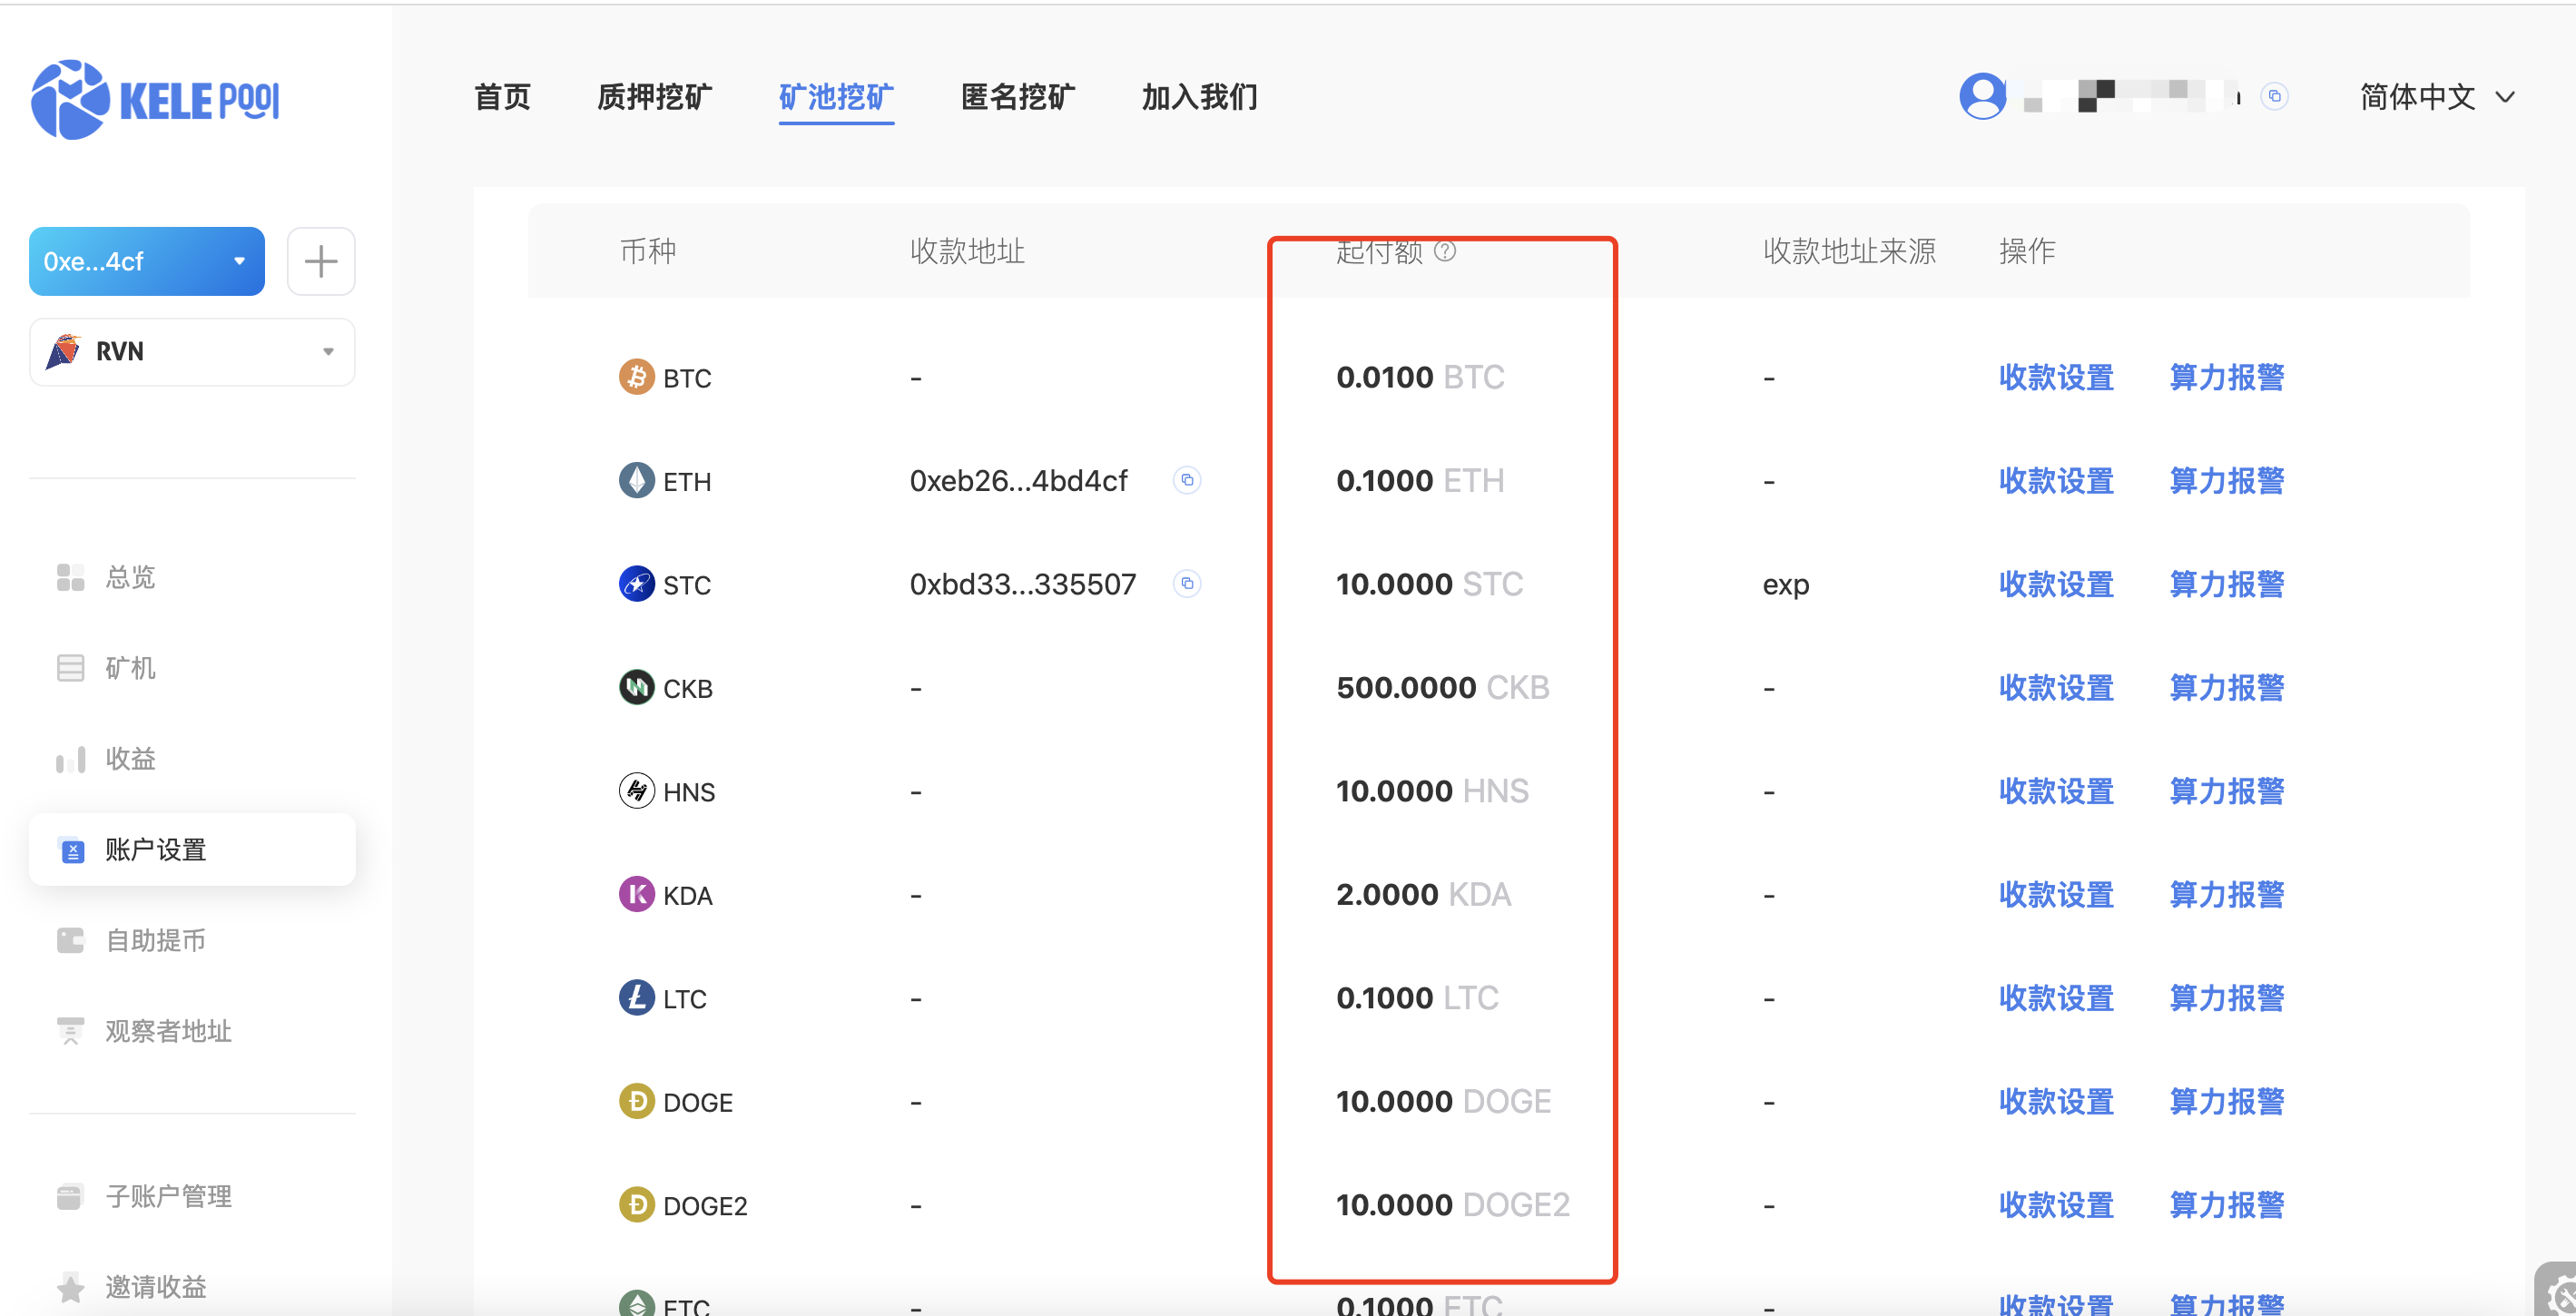 KELE POOL
首页 质押挖矿 矿池挖矿 匿名挖矿 加入我们 简体中文
0xe...4cf
RVN
总览
矿机
收益
账户设置
自助提币
观察者地址
子账户管理
邀请收益
币种 收款地址 起付额 ? 收款地址来源 操作
BTC - 0.0100 BTC - 收款设置 算力报警
ETH 0xeb26...4bd4cf 0.1000 ETH - 收款设置 算力报警
STC 0xbd33...335507 10.0000 STC exp 收款设置 算力报警
CKB - 500.0000 CKB - 收款设置 算力报警
HNS - 10.0000 HNS - 收款设置 算力报警
KDA - 2.0000 KDA - 收款设置 算力报警
LTC - 0.1000 LTC - 收款设置 算力报警
DOGE - 10.0000 DOGE - 收款设置 算力报警
DOGE2 - 10.0000 DOGE2 - 收款设置 算力报警
ETC - 0.1000 ETC - 收款设置 算力报警